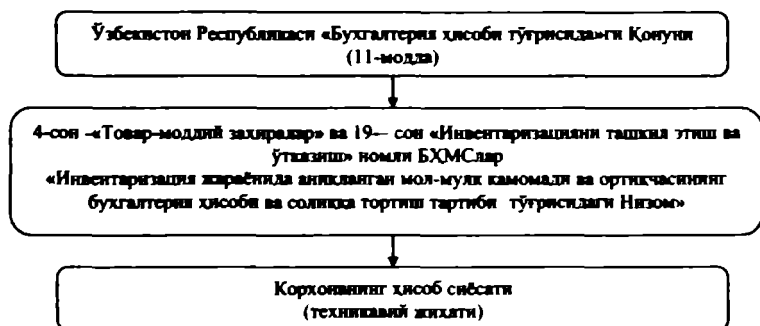 Ўзбекистон Республикаси «Бухгалтерия ҳисоби тўғрисида»ги Қонуни
(11-модда)
4-сон -«Товар-моддий захиралар» ва 19-– сон «Инвентаризацияни ташкил этиш ва
ўтказиш» номли БҲМСлар
«Инвентаризация жараёнида аниқланган мол-мулк камомади ва ортиқчасининг
бухгалтерия ҳисоби ва солиққа тортиш тартиби тўғрисидаги Низом»
Корхонанинг ҳисоб сиёсати
(техникавий жиҳати)